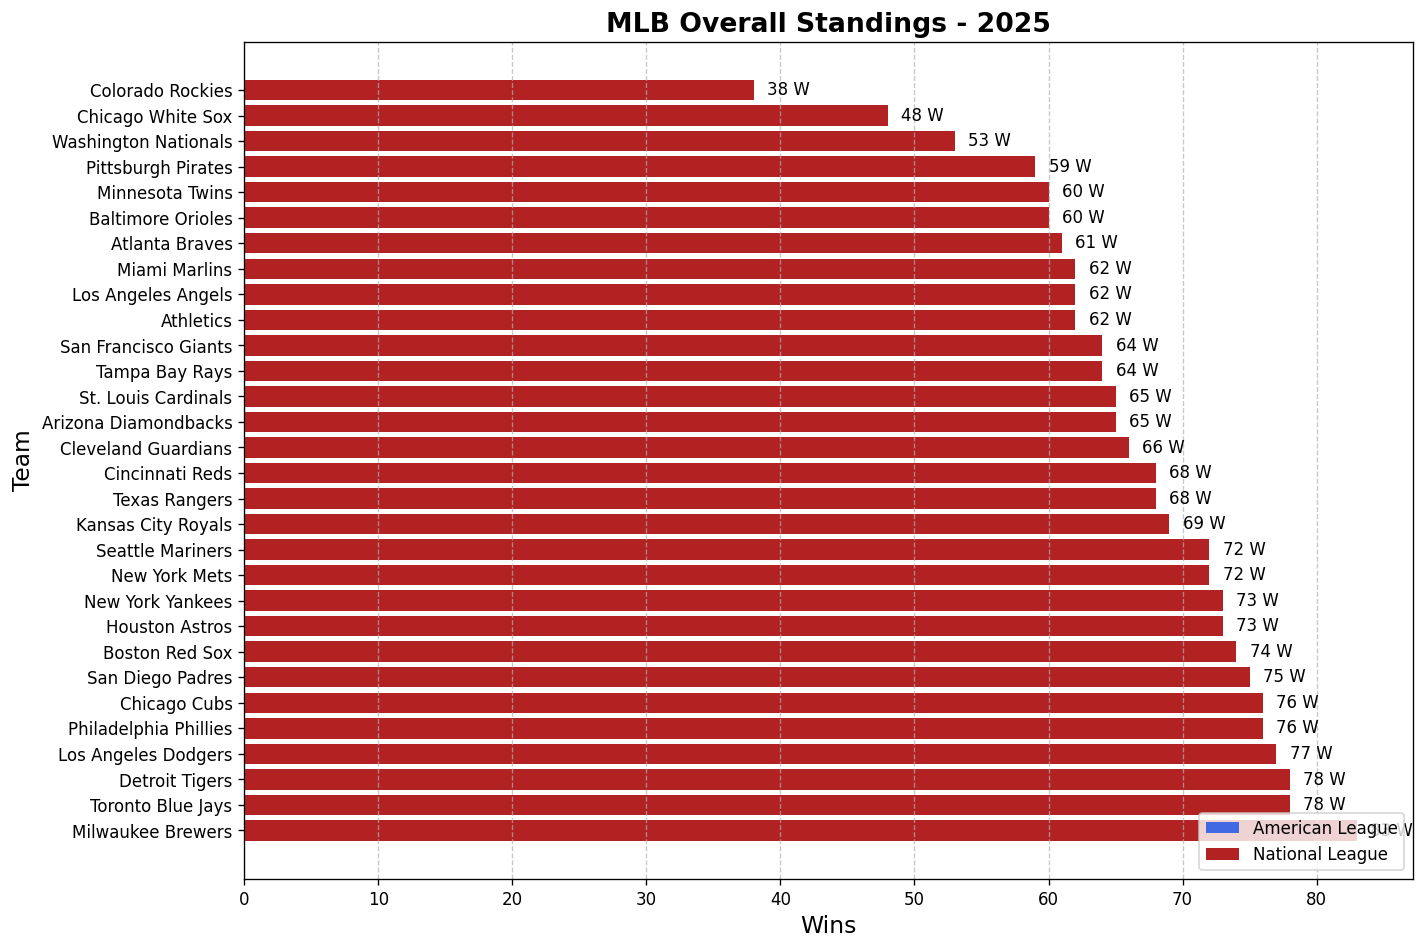 MLB Overall Standings - 2025
Team
Colorado Rockies 38 W
Chicago White Sox 48 W
Washington Nationals 53 W
Pittsburgh Pirates 59 W
Minnesota Twins 60 W
Baltimore Orioles 60 W
Atlanta Braves 61 W
Miami Marlins 62 W
Los Angeles Angels 62 W
Athletics 62 W
San Francisco Giants 64 W
Tampa Bay Rays 64 W
St. Louis Cardinals 65 W
Arizona Diamondbacks 65 W
Cleveland Guardians 66 W
Cincinnati Reds 68 W
Texas Rangers 68 W
Kansas City Royals 69 W
Seattle Mariners 72 W
New York Mets 72 W
New York Yankees 73 W
Houston Astros 73 W
Boston Red Sox 74 W
San Diego Padres 75 W
Chicago Cubs 76 W
Philadelphia Phillies 76 W
Los Angeles Dodgers 77 W
Detroit Tigers 78 W
Toronto Blue Jays 78 W
Milwaukee Brewers W
American League
National League
0 10 20 30 40 50 60 70 80
Wins